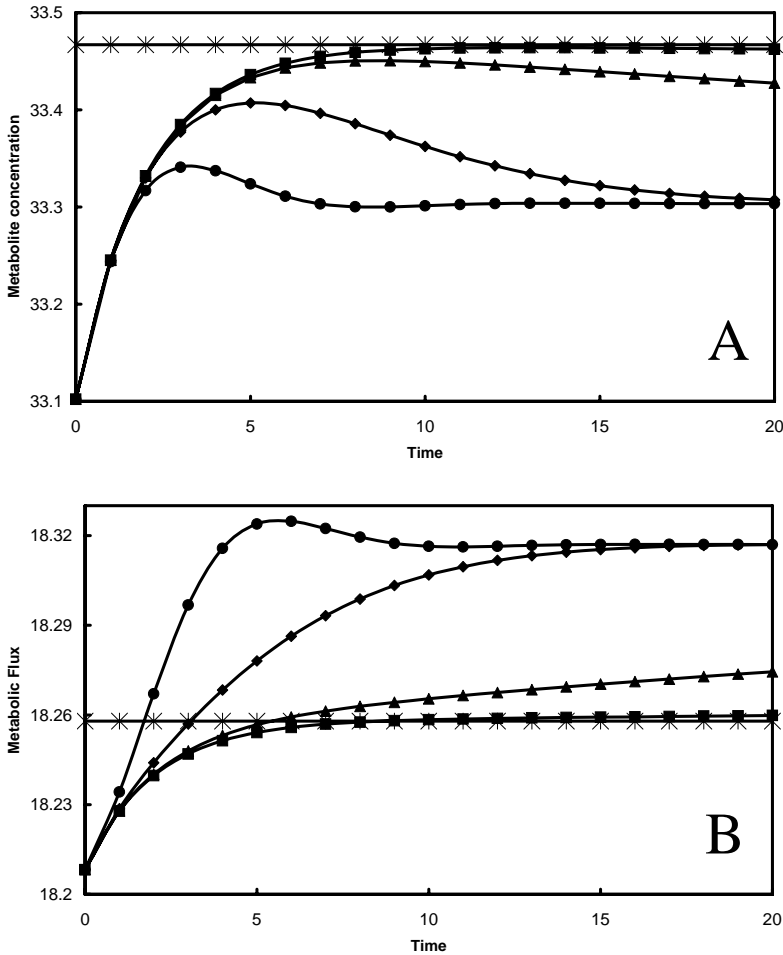 33.5
33.4
33.3
33.2
33.1
Metabolite concentration
A
0 5 10 15 20
Time
18.32
18.29
18.26
18.23
18.2
Metabolic Flux
B
0 5 10 15 20
Time